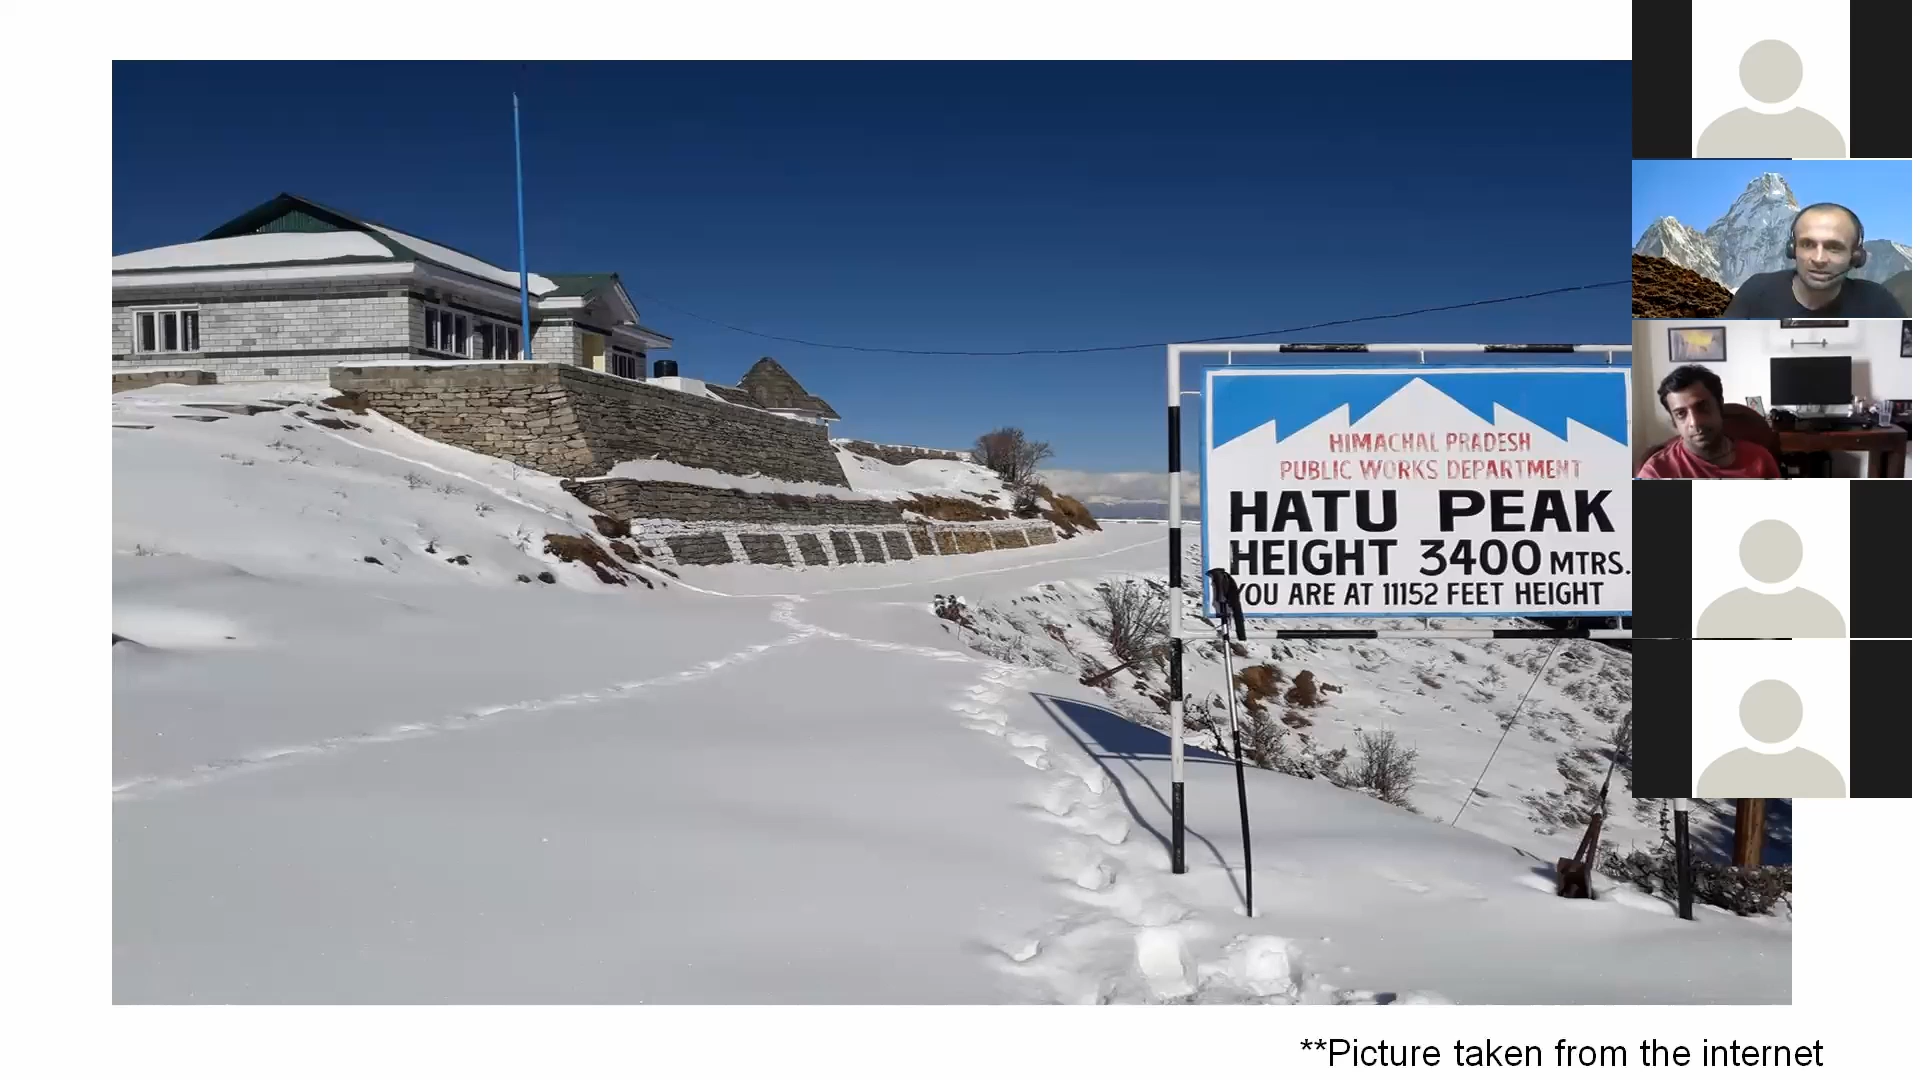 HIMACHAL PRADESH
PUBLIC WORKS DEPARTMENT
HATU PEAK
HEIGHT 3400 MTRS.
YOU ARE AT 11152 FEET HEIGHT
**Picture taken from the internet